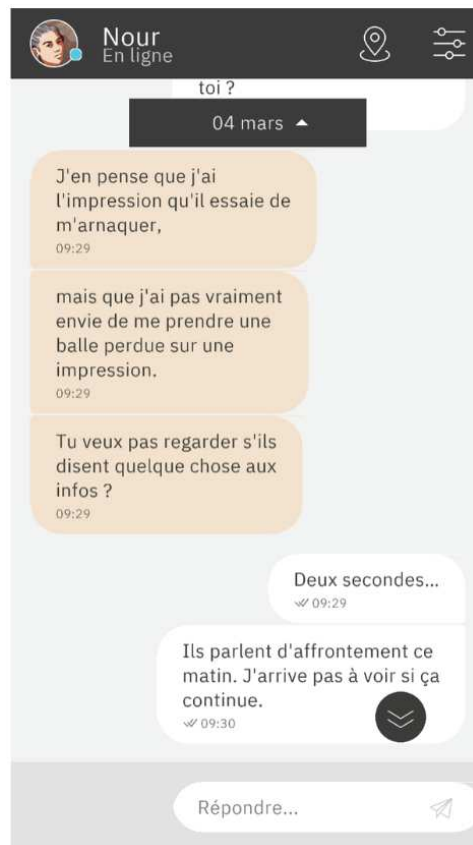 Nour
En ligne
toi ?
04 mars
J'en pense que j'ai
l'impression qu'il essaie de
m'arnaquer,
09:29
mais que j'ai pas vraiment
envie de me prendre une
balle perdue sur une
impression.
09:29
Tu veux pas regarder s'ils
disent quelque chose aux
infos ?
09:29
Deux secondes...
09:29
Ils parlent d'affrontement ce
matin. J'arrive pas à voir si ça
continue.
09:30
Répondre...